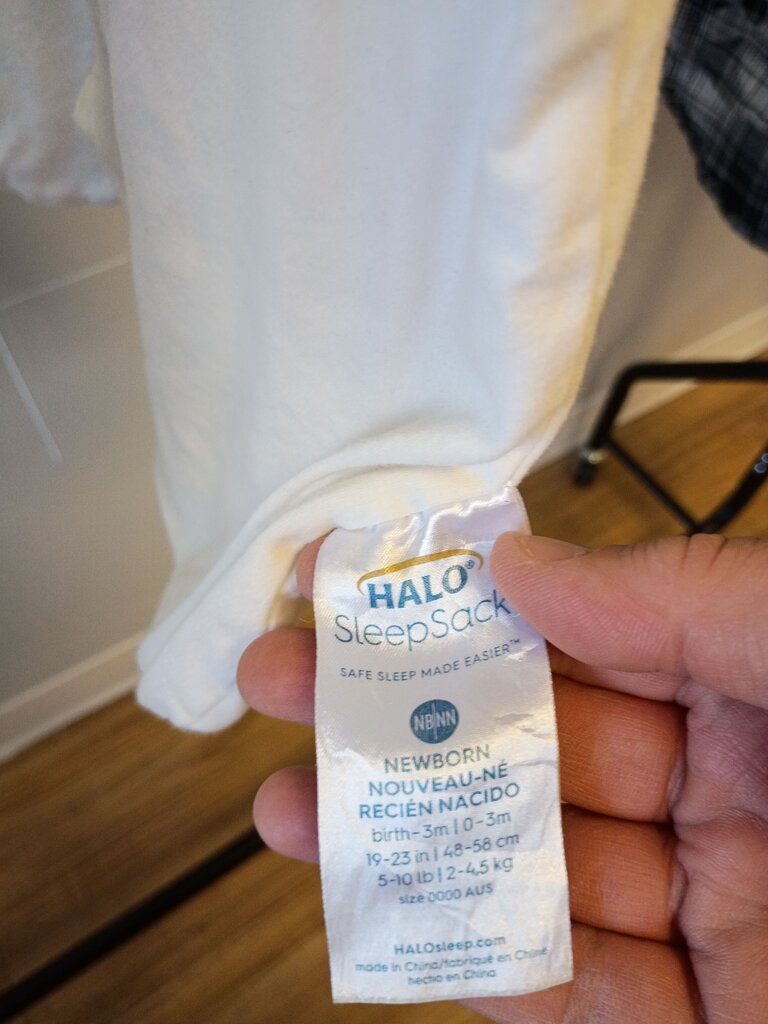 HALO®
SleepSack
SAFE SLEEP MADE EASIER™
NB|NN
NEWBORN
NOUVEAU-NÉ
RECIÉN NACIDO
birth-3m | 0-3m
19-23 in | 48-58 cm
5-10 lb | 2-4,5 kg
size 0000 AUS
HALOsleep.com
made in China/fabriqué en Chine
hecho en China